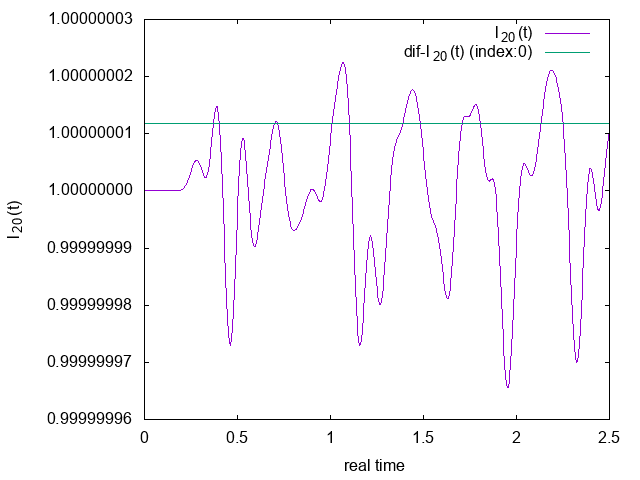 1.00000003
1.00000002
1.00000001
1.00000000
0.99999999
0.99999998
0.99999997
0.99999996
I20(t)
dif-I20(t) (index:0)
I20(t)
0 0.5 1 1.5 2 2.5
real time